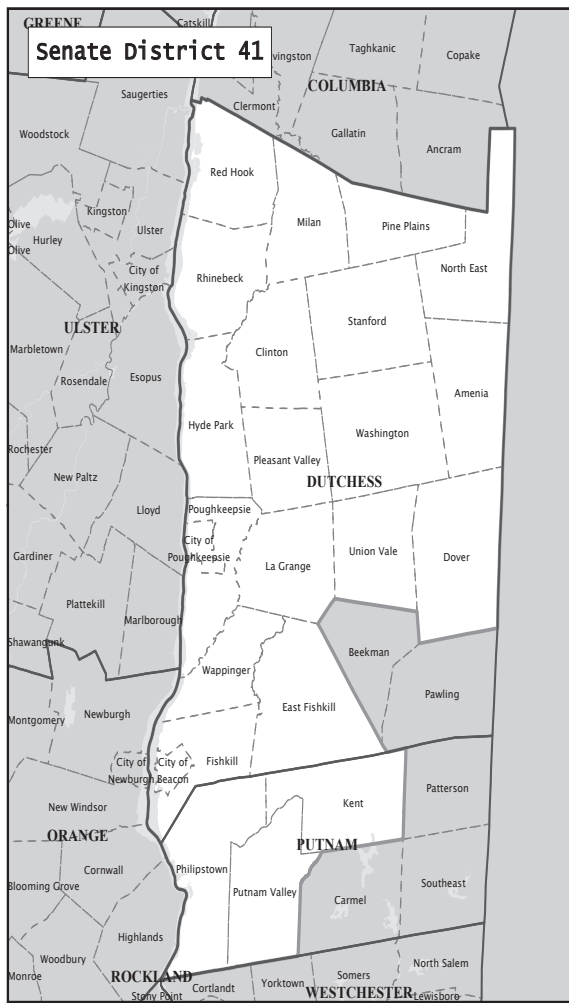 GREENE
Catskill
Senate District 41
Taghkanic
Copake
vingston
COLUMBIA
Saugerties
Clermont
Woodstock
Gallatin
Ancram
Red Hook
Kingston
Milan
Pine Plains
Olive
Ulster
Hurley
Olive
City of
Kingston
Rhinebeck
North East
ULSTER
Stanford
Marbletown
Clinton
Rosendale
Esopus
Amenia
Hyde Park
Washington
Rochester
Pleasant Valley
New Paltz
DUTCHESS
Lloyd
Poughkeepsie
City of
Poughkeepsie
Union Vale
Dover
Gardiner
La Grange
Plattekill
Marlborough
Shawangunk
Beekman
Wappinger
Pawling
Montgomery
Newburgh
East Fishkill
City of
Newburgh
City of
Beacon
Fishkill
Patterson
New Windsor
Kent
ORANGE
PUTNAM
Cornwall
Philipstown
Blooming Grove
Putnam Valley
Carmel
Southeast
Highlands
Woodbury
Monroe
ROCKLAND
Stony Point
Cortlandt
Yorktown
Somers
North Salem
WESTCHESTER
Lewisboro